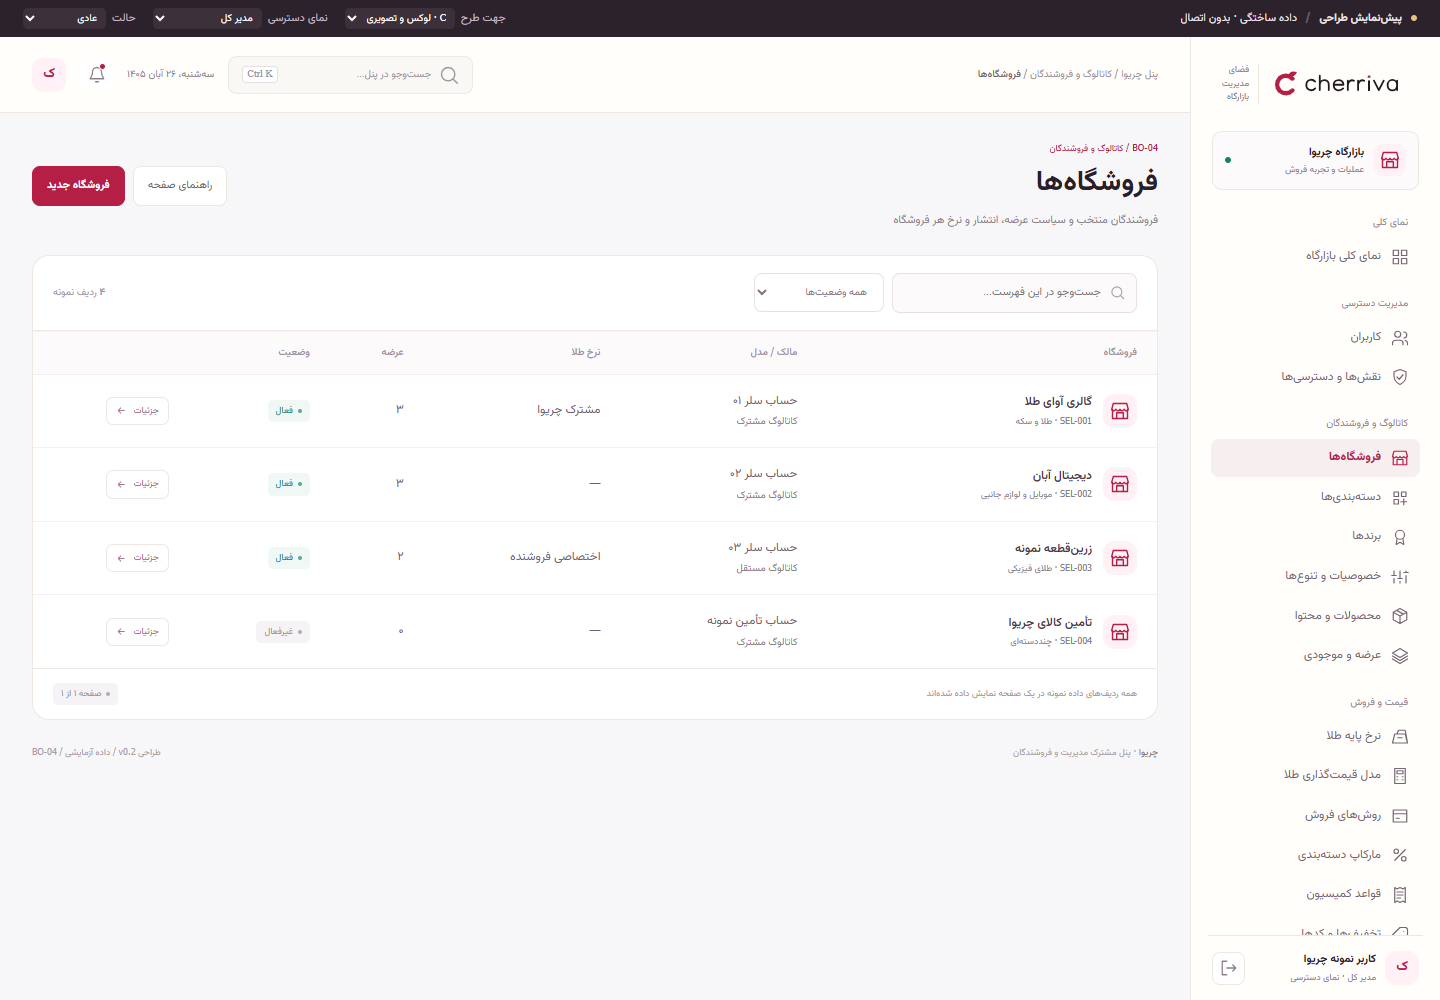 پیش‌نمایش طراحی / داده ساختگی · بدون اتصال
جهت طرح C · لوکس و تصویری نمای دسترسی مدیر کل حالت عادی
cherriva
فضای
مدیریت
بازارگاه
بازارگاه چریوا
عملیات و تجربه فروش
نمای کلی
نمای کلی بازارگاه
مدیریت دسترسی
کاربران
نقش‌ها و دسترسی‌ها
کاتالوگ و فروشندگان
فروشگاه‌ها
دسته‌بندی‌ها
برندها
خصوصیات و تنوع‌ها
محصولات و محتوا
عرضه و موجودی
قیمت و فروش
نرخ پایه طلا
مدل قیمت‌گذاری طلا
روش‌های فروش
مارکاپ دسته‌بندی
قواعد کمیسیون
تخفیف‌ها و کدها
ک
کاربر نمونه چریوا
مدیر کل · نمای دسترسی
پنل چریوا / کاتالوگ و فروشندگان / فروشگاه‌ها
جست‌وجو در پنل... Ctrl K
سه‌شنبه، ۲۶ آبان ۱۴۰۵
ک
BO-04 / کاتالوگ و فروشندگان
فروشگاه‌ها
فروشندگان منتخب و سیاست عرضه، انتشار و نرخ هر فروشگاه
راهنمای صفحه
فروشگاه جدید
جست‌وجو در این فهرست...
همه وضعیت‌ها
۴ ردیف نمونه
فروشگاه مالک / مدل نرخ طلا عرضه وضعیت
گالری آوای طلا
SEL-001 · طلا و سکه
حساب سلر ۰۱
کاتالوگ مشترک
مشترک چریوا
۳
فعال
جزئیات ←
دیجیتال آبان
SEL-002 · موبایل و لوازم جانبی
حساب سلر ۰۲
کاتالوگ مشترک
—
۳
فعال
جزئیات ←
زرین‌قطعه نمونه
SEL-003 · طلای فیزیکی
حساب سلر ۰۳
کاتالوگ مستقل
اختصاصی فروشنده
۲
فعال
جزئیات ←
تأمین کالای چریوا
SEL-004 · چنددسته‌ای
حساب تأمین نمونه
کاتالوگ مشترک
—
۰
غیرفعال
جزئیات ←
همه ردیف‌های داده نمونه در یک صفحه نمایش داده شده‌اند
صفحه ۱ از ۱
چریوا · پنل مشترک مدیریت و فروشندگان
طراحی v0.2 / داده آزمایشی / BO-04